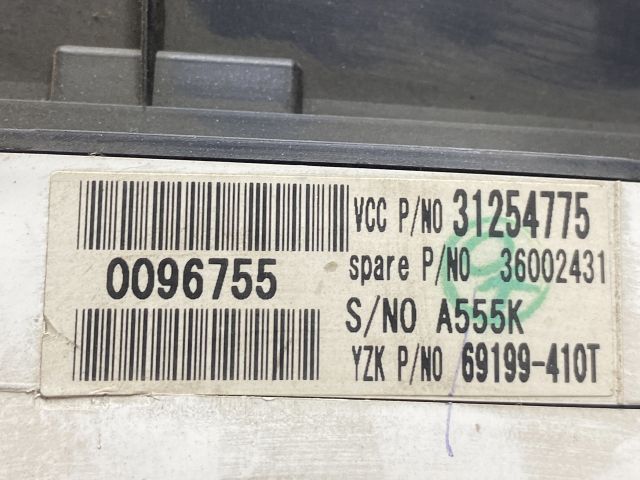 VCC P/NO 31254775
0096755
spare P/NO 36002431
S/NO A555K
YZK P/NO 69199-410T